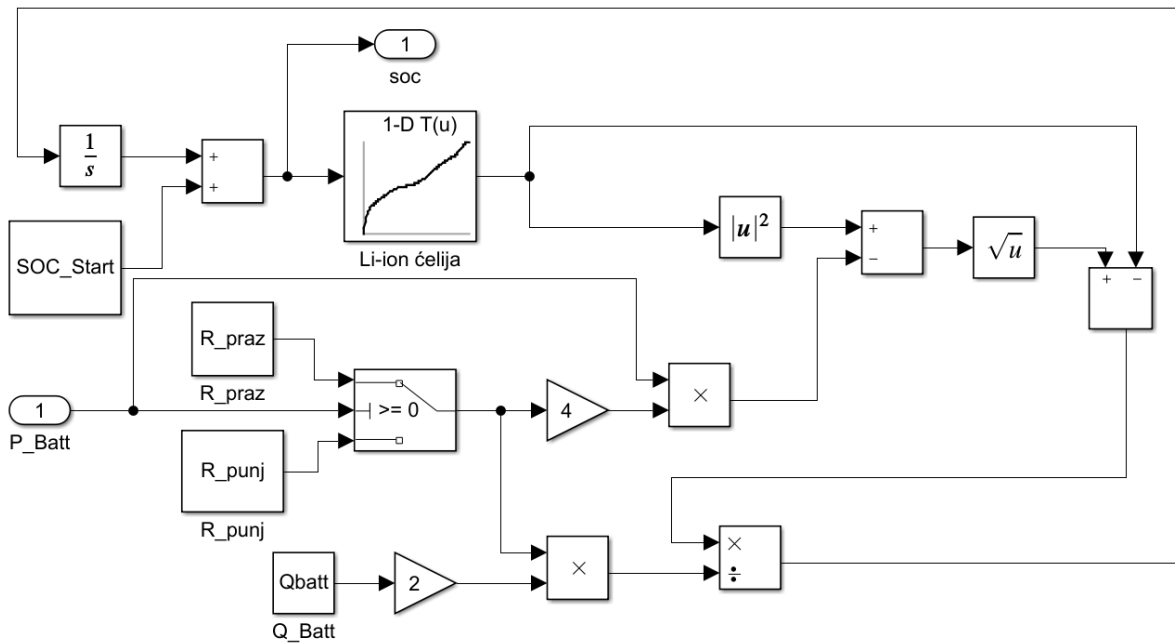 1
soc
1
s
+
+
1-D T(u)
Li-ion ćelija
SOC_Start
|u|²
+
−
√u
+ −
R_praz
R_praz
1
P_Batt
>= 0
4
×
R_punj
R_punj
Qbatt
Q_Batt
2
×
×
÷